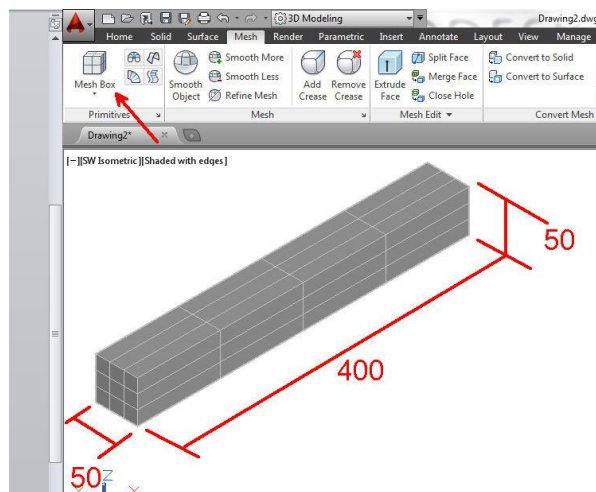 3D Modeling
Drawing2.dwg
Home Solid Surface Mesh Render Parametric Insert Annotate Layout View Manage
Mesh Box
Smooth Object
Smooth More
Smooth Less
Refine Mesh
Add Crease
Remove Crease
Extrude Face
Split Face
Merge Face
Close Hole
Convert to Solid
Convert to Surface
Primitives
Mesh
Mesh Edit
Convert Mesh
Drawing2*
[−][SW Isometric][Shaded with edges]
50
400
50
Z